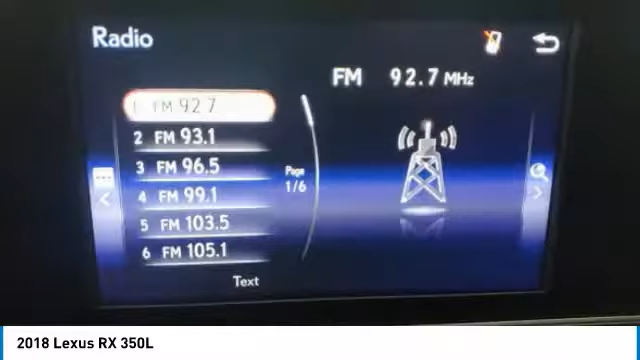 Radio
FM 92.7 MHz
1 FM 92.7
2 FM 93.1
3 FM 96.5
4 FM 99.1
5 FM 103.5
6 FM 105.1
Page
1/6
Text
2018 Lexus RX 350L